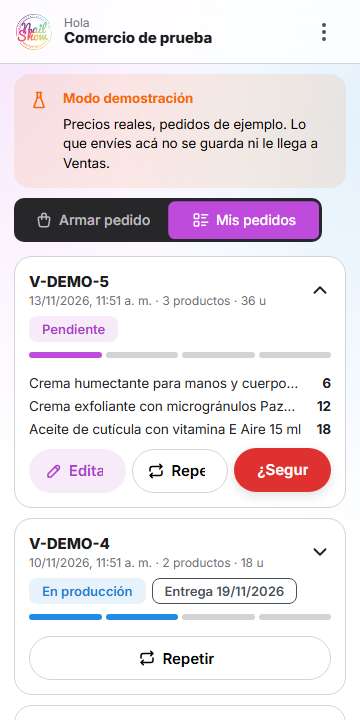 Nail
Show
Hola
Comercio de prueba
Modo demostración
Precios reales, pedidos de ejemplo. Lo
que envíes acá no se guarda ni le llega a
Ventas.
Armar pedido
Mis pedidos
V-DEMO-5
13/11/2026, 11:51 a. m. · 3 productos · 36 u
Pendiente
Crema humectante para manos y cuerpo... 6
Crema exfoliante con microgránulos Paz... 12
Aceite de cutícula con vitamina E Aire 15 ml 18
Edita
Repe
¿Segur
V-DEMO-4
10/11/2026, 11:51 a. m. · 2 productos · 18 u
En producción
Entrega 19/11/2026
Repetir